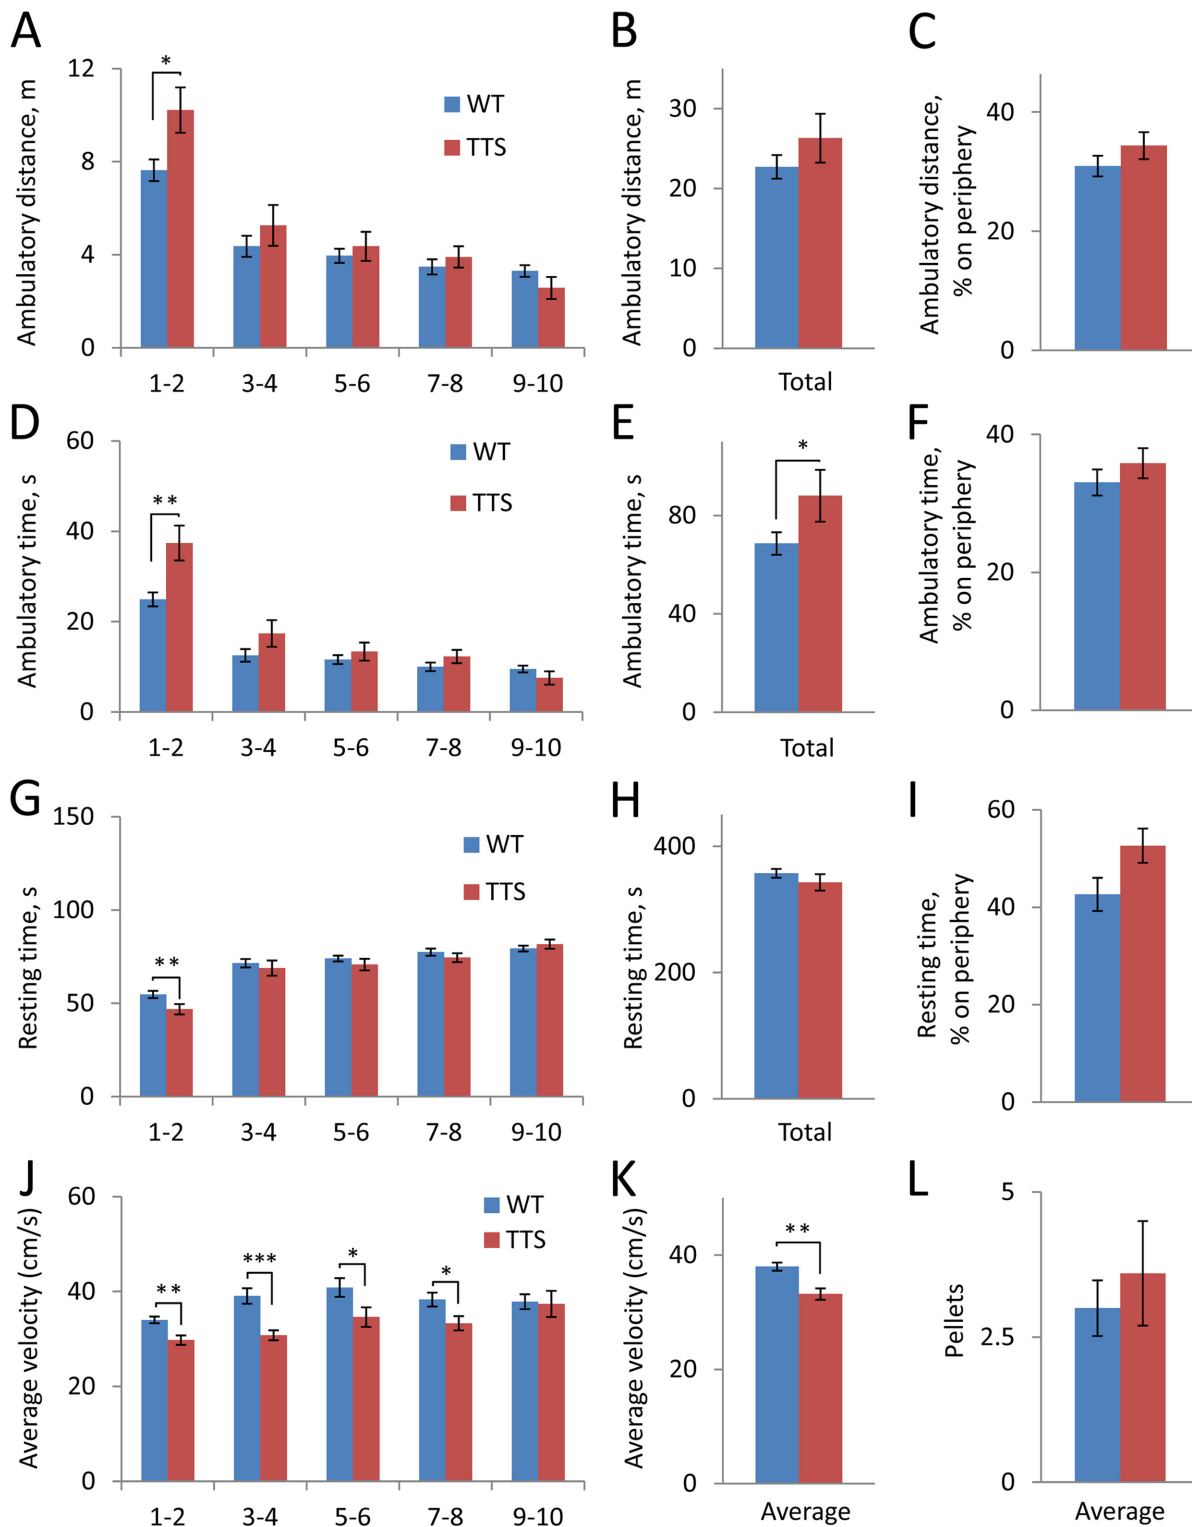 A
Ambulatory distance, m
12
8
4
0
*
WT
TTS
1-2 3-4 5-6 7-8 9-10
B
Ambulatory distance, m
30
20
10
0
Total
C
Ambulatory distance,
% on periphery
40
20
0
D
Ambulatory time, s
60
40
20
0
**
WT
TTS
1-2 3-4 5-6 7-8 9-10
E
Ambulatory time, s
80
40
0
*
Total
F
Ambulatory time,
% on periphery
40
20
0
G
Resting time, s
150
100
50
0
**
WT
TTS
1-2 3-4 5-6 7-8 9-10
H
Resting time, s
400
200
0
Total
I
Resting time,
% on periphery
60
40
20
0
J
Average velocity (cm/s)
60
40
20
0
** *** * *
WT
TTS
1-2 3-4 5-6 7-8 9-10
K
Average velocity (cm/s)
40
20
0
**
Average
L
Pellets
5
2.5
0
Average